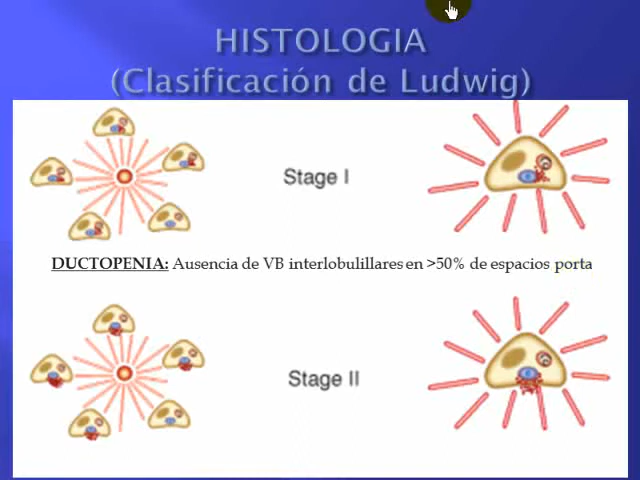 HISTOLOGIA
(Clasificación de Ludwig)
Stage I
DUCTOPENIA: Ausencia de VB interlobulillares en >50% de espacios porta
Stage II